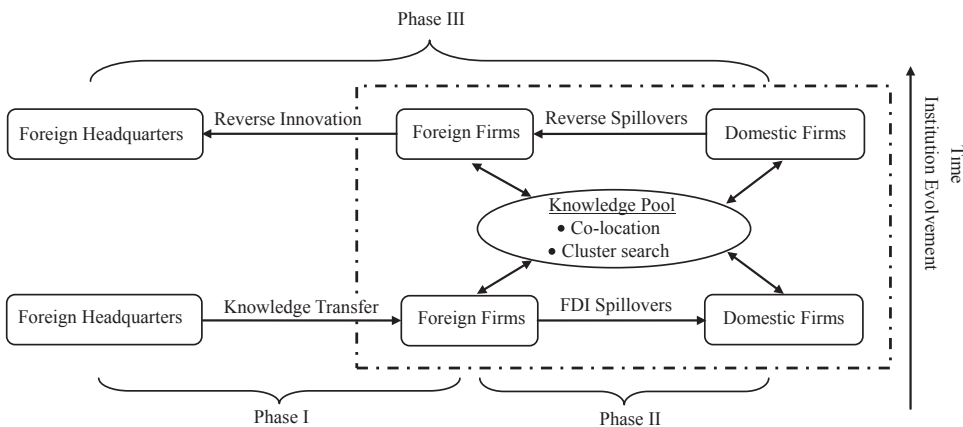 Phase III
Foreign Headquarters
Reverse Innovation
Foreign Firms
Reverse Spillovers
Domestic Firms
Knowledge Pool
• Co-location
• Cluster search
Foreign Headquarters
Knowledge Transfer
Foreign Firms
FDI Spillovers
Domestic Firms
Phase I
Phase II
Time
Institution Evolvement